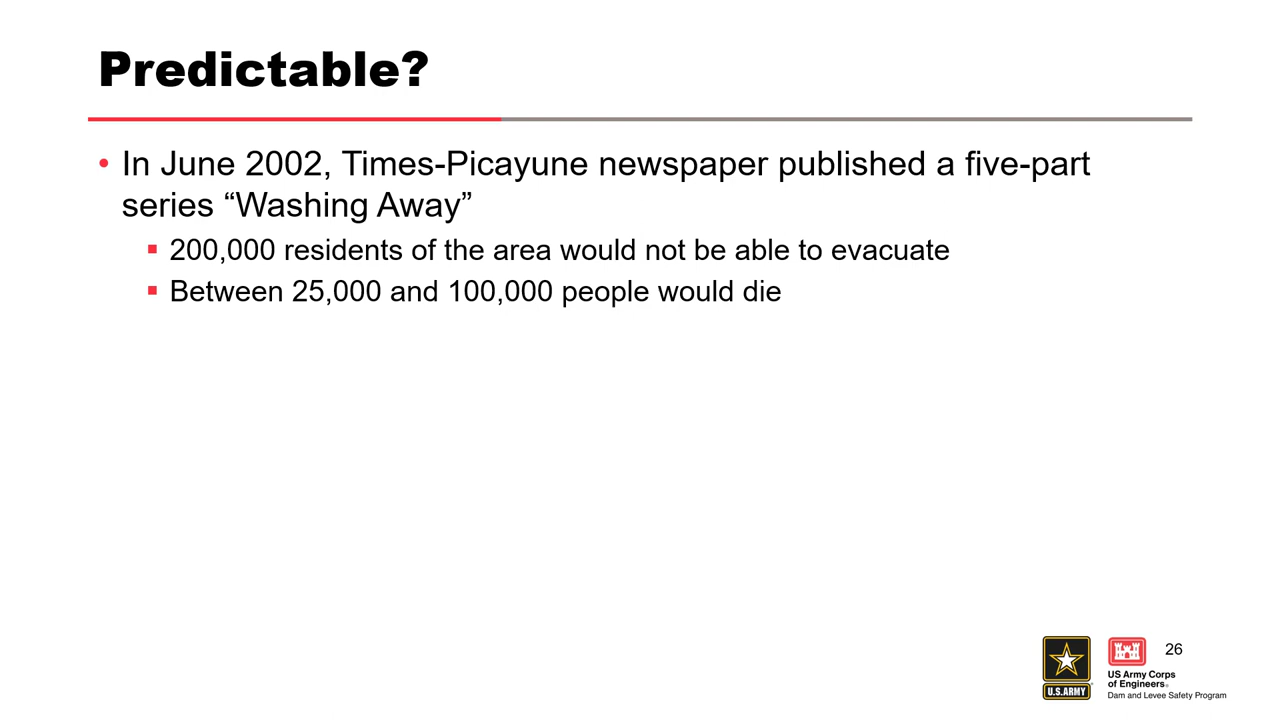 Predictable?
• In June 2002, Times-Picayune newspaper published a five-part
series “Washing Away”
▪ 200,000 residents of the area would not be able to evacuate
▪ Between 25,000 and 100,000 people would die
26
U.S.ARMY
US Army Corps
of Engineers®
Dam and Levee Safety Program